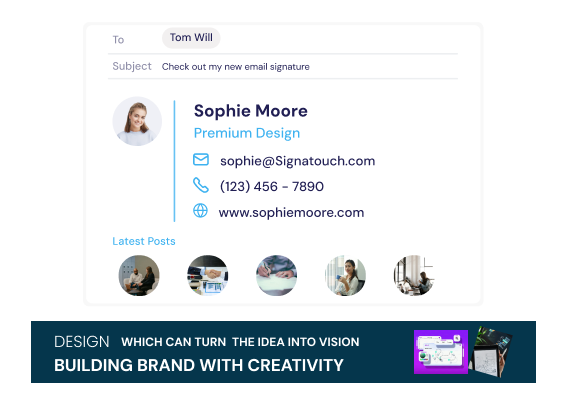 To Tom Will
Subject Check out my new email signature
Sophie Moore
Premium Design
sophie@Signatouch.com
(123) 456 - 7890
www.sophiemoore.com
Latest Posts
DESIGN WHICH CAN TURN THE IDEA INTO VISION
BUILDING BRAND WITH CREATIVITY